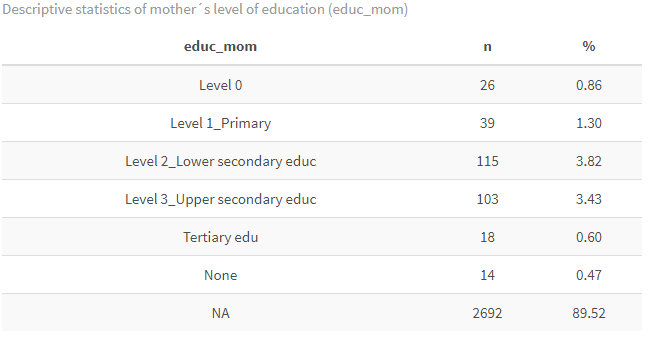 Descriptive statistics of mother´s level of education (educ_mom)
educ_mom n %
Level 0 26 0.86
Level 1_Primary 39 1.30
Level 2_Lower secondary educ 115 3.82
Level 3_Upper secondary educ 103 3.43
Tertiary edu 18 0.60
None 14 0.47
NA 2692 89.52